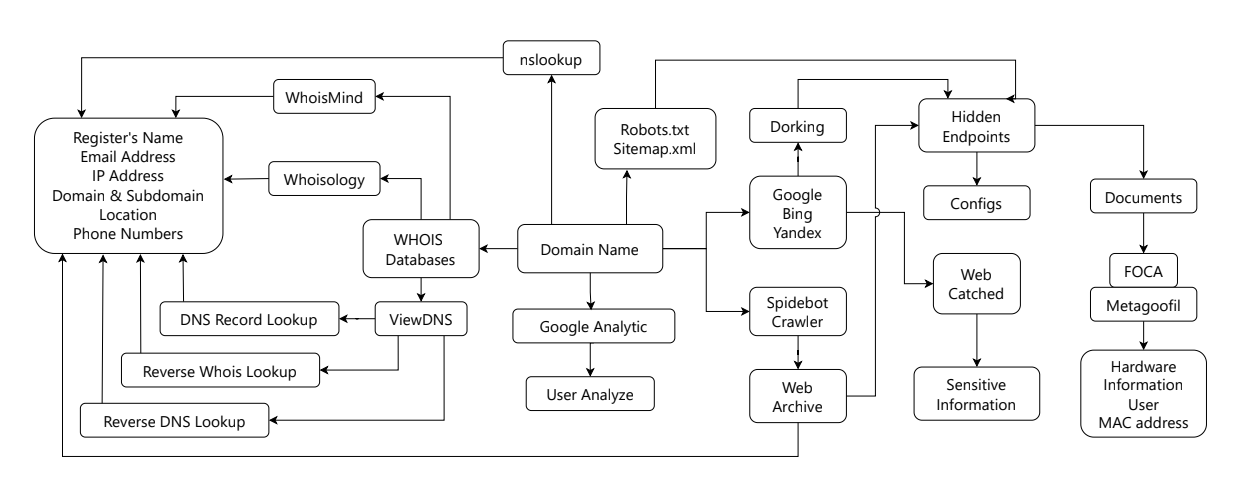 nslookup
WhoisMind
Register's Name
Email Address
IP Address
Domain & Subdomain
Location
Phone Numbers
Whoisology
WHOIS
Databases
DNS Record Lookup
ViewDNS
Reverse Whois Lookup
Reverse DNS Lookup
Robots.txt
Sitemap.xml
Domain Name
Google Analytic
User Analyze
Dorking
Google
Bing
Yandex
Spidebot
Crawler
Web
Archive
Hidden
Endpoints
Configs
Web
Catched
Sensitive
Information
Documents
FOCA
Metagoofil
Hardware
Information
User
MAC address